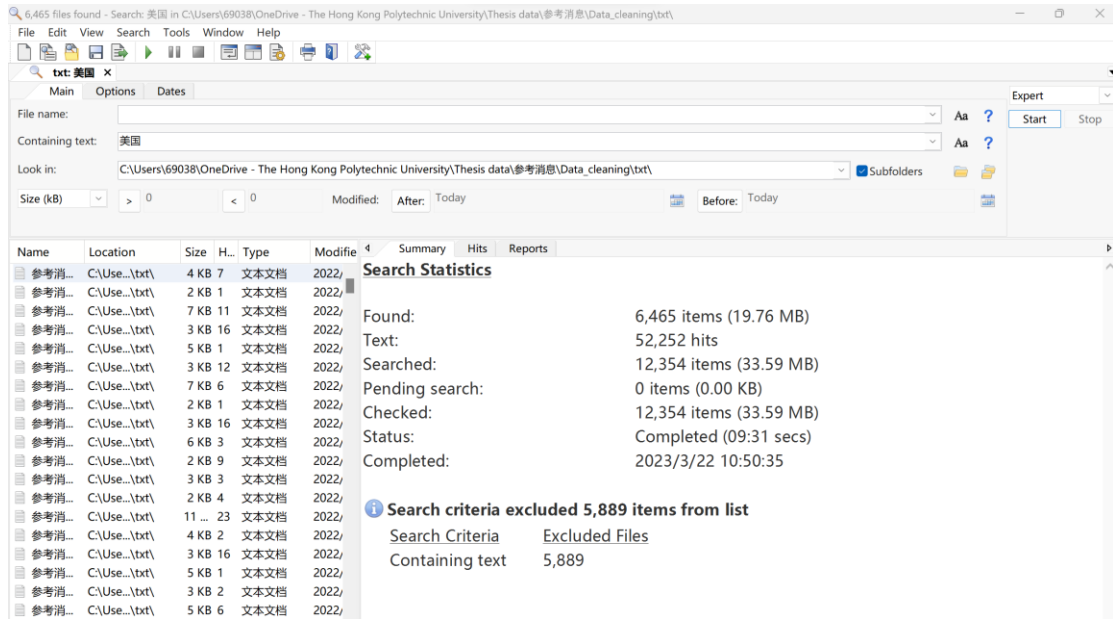 6,465 files found - Search: 美国 in C:\Users\69038\OneDrive - The Hong Kong Polytechnic University\Thesis data\参考消息\Data_cleaning\txt\
File Edit View Search Tools Window Help
txt: 美国 ×
Main Options Dates
Expert
File name: Aa ?
Start Stop
Containing text: 美国 Aa ?
Look in: C:\Users\69038\OneDrive - The Hong Kong Polytechnic University\Thesis data\参考消息\Data_cleaning\txt\ Subfolders
Size (kB) > 0 < 0 Modified: After: Today Before: Today
Name Location Size H... Type Modifie
Summary Hits Reports
参考消... C:\Use...\txt\ 4 KB 7 文本文档 2022/
参考消... C:\Use...\txt\ 2 KB 1 文本文档 2022/
参考消... C:\Use...\txt\ 7 KB 11 文本文档 2022/
参考消... C:\Use...\txt\ 3 KB 16 文本文档 2022/
参考消... C:\Use...\txt\ 5 KB 1 文本文档 2022/
参考消... C:\Use...\txt\ 3 KB 12 文本文档 2022/
参考消... C:\Use...\txt\ 7 KB 6 文本文档 2022/
参考消... C:\Use...\txt\ 2 KB 1 文本文档 2022/
参考消... C:\Use...\txt\ 3 KB 16 文本文档 2022/
参考消... C:\Use...\txt\ 6 KB 3 文本文档 2022/
参考消... C:\Use...\txt\ 2 KB 9 文本文档 2022/
参考消... C:\Use...\txt\ 3 KB 3 文本文档 2022/
参考消... C:\Use...\txt\ 2 KB 4 文本文档 2022/
参考消... C:\Use...\txt\ 11 ... 23 文本文档 2022/
参考消... C:\Use...\txt\ 4 KB 2 文本文档 2022/
参考消... C:\Use...\txt\ 3 KB 16 文本文档 2022/
参考消... C:\Use...\txt\ 5 KB 1 文本文档 2022/
参考消... C:\Use...\txt\ 3 KB 2 文本文档 2022/
参考消... C:\Use...\txt\ 5 KB 6 文本文档 2022/
Search Statistics
Found: 6,465 items (19.76 MB)
Text: 52,252 hits
Searched: 12,354 items (33.59 MB)
Pending search: 0 items (0.00 KB)
Checked: 12,354 items (33.59 MB)
Status: Completed (09:31 secs)
Completed: 2023/3/22 10:50:35
Search criteria excluded 5,889 items from list
Search Criteria Excluded Files
Containing text 5,889